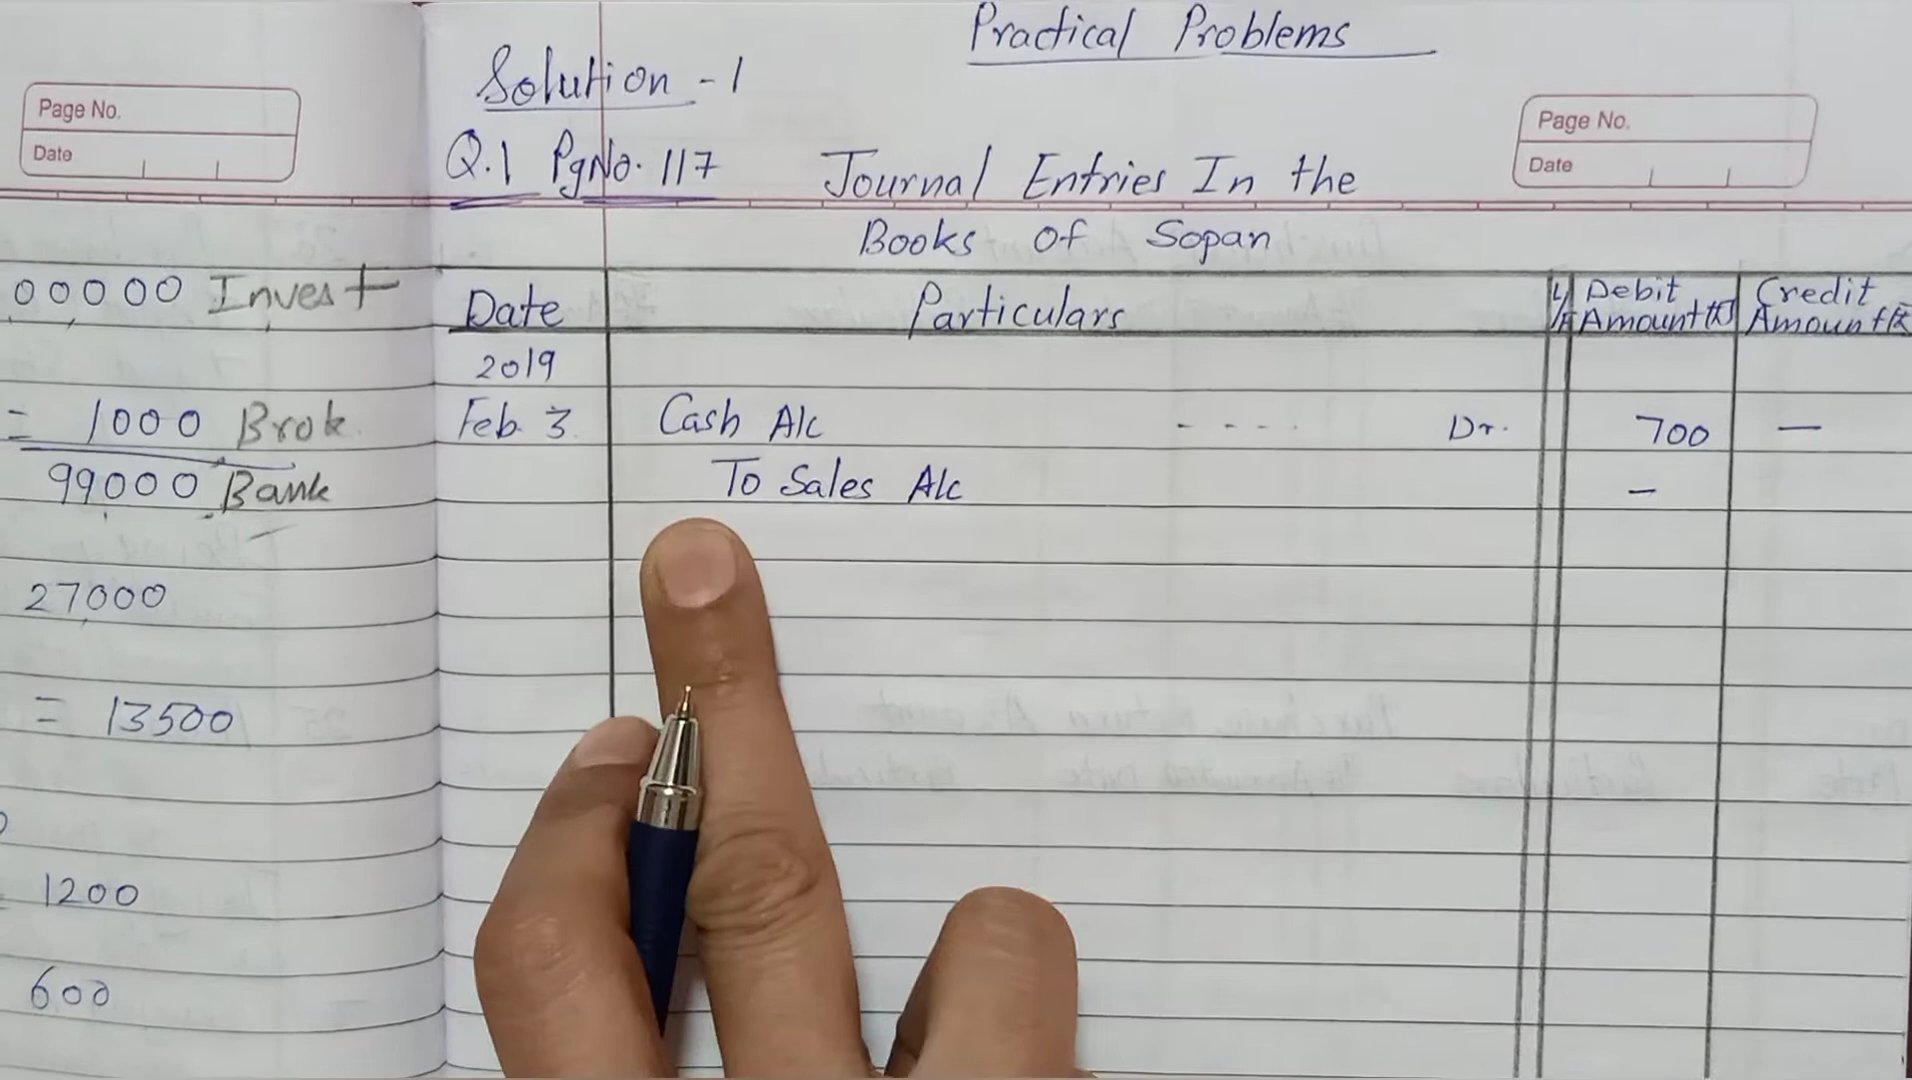 Practical Problems
Solution - 1
Page No.
Date
Q.1 PgNo. 117
Journal Entries In the
Page No.
Date
Books Of Sopan
00000 Invest
Date
Particulars
Debit Amount(₹)
Credit Amount(₹
2019
= 1000 Brok.
Feb. 3. Cash A/c - - - - Dr. 700 —
99000 Bank
To Sales A/c —
27000
= 13500
1200
600